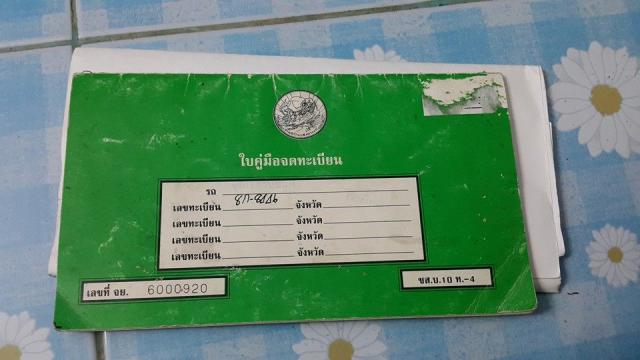 ใบคู่มือจดทะเบียน
รถ
เลขทะเบียน จังหวัด
เลขทะเบียน จังหวัด
เลขทะเบียน จังหวัด
เลขทะเบียน จังหวัด
เลขที่ จย. 6000920
ขส.บ.10 ท.-4